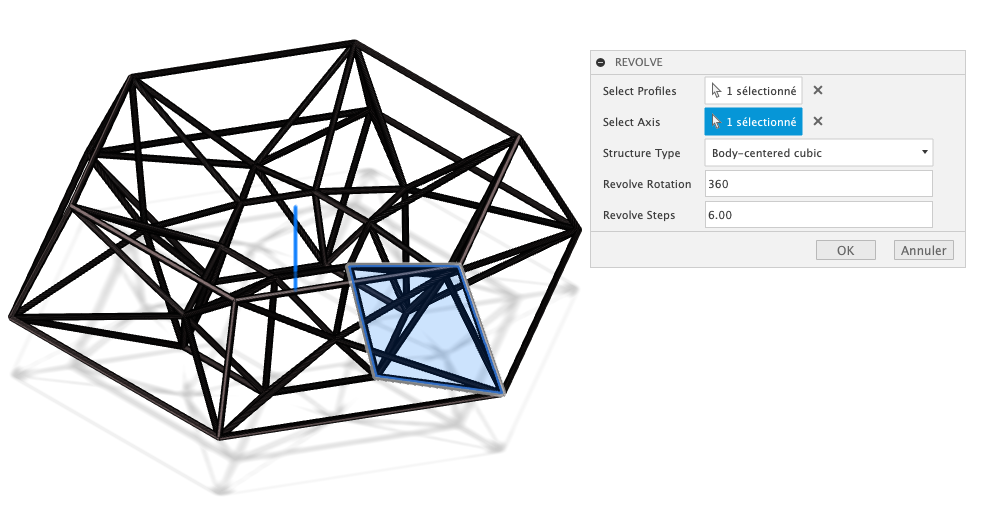 REVOLVE
Select Profiles 1 sélectionné
Select Axis 1 sélectionné
Structure Type Body-centered cubic
Revolve Rotation 360
Revolve Steps 6.00
OK Annuler